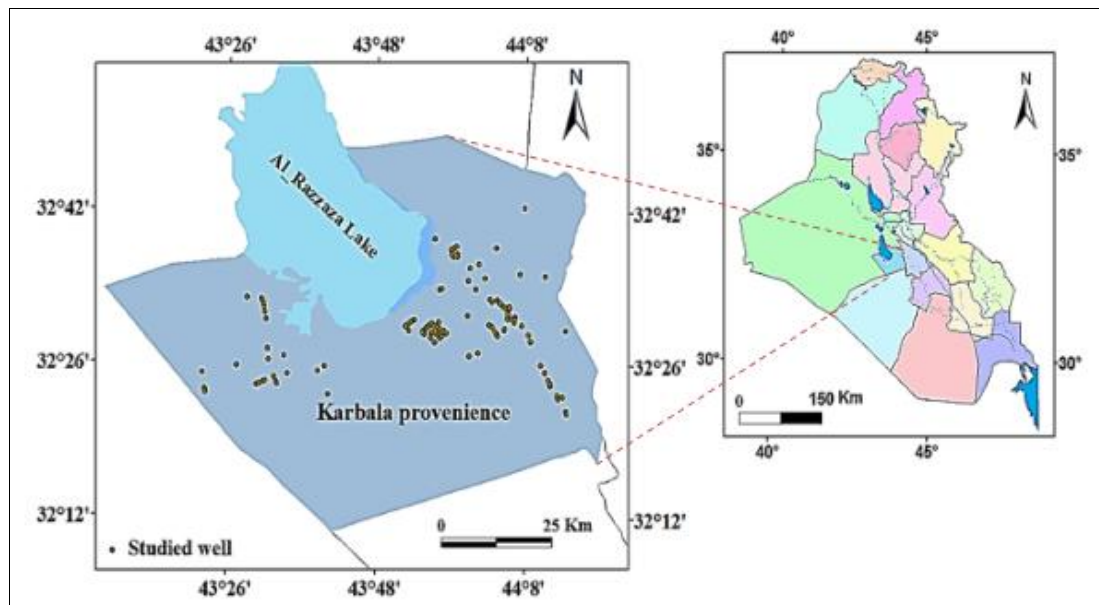 43°26' 43°48' 44°8'
N
32°42' 32°42'
Al_Razzaza Lake
32°26' 32°26'
Karbala provenience
32°12' 32°12'
0 25 Km
Studied well
43°26' 43°48' 44°8'
40° 45°
N
35° 35°
30° 30°
0 150 Km
40° 45°